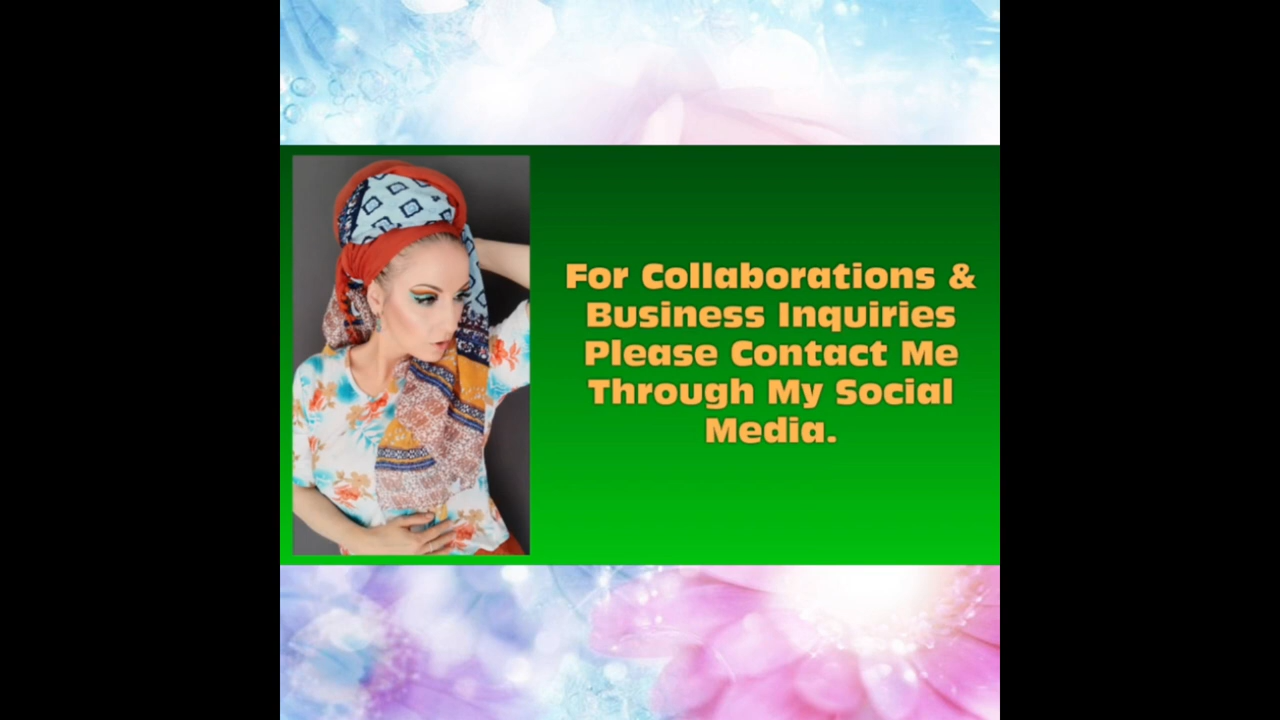 For Collaborations &
Business Inquiries
Please Contact Me
Through My Social
Media.